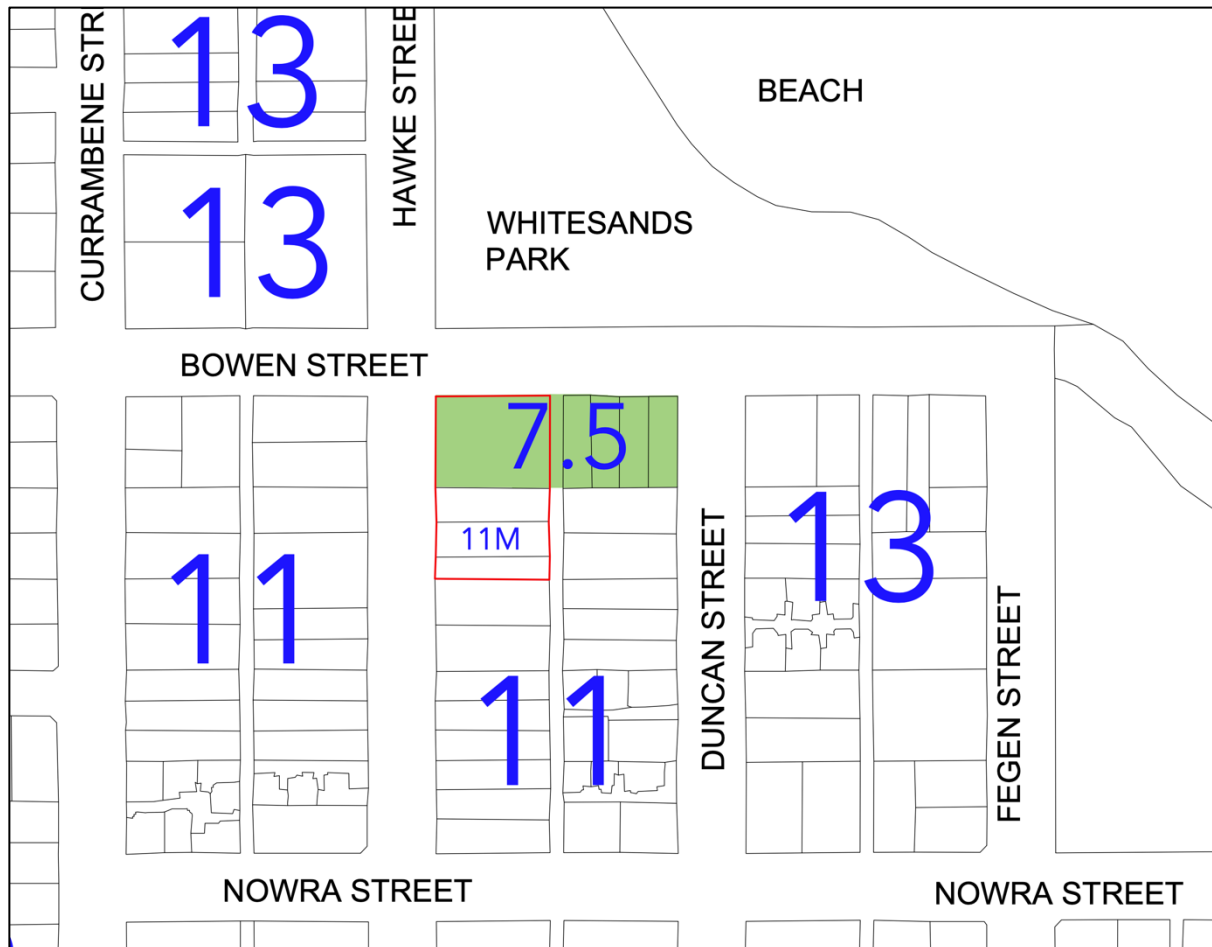 CURRAMBENE STR
13
HAWKE STREE
BEACH
13
WHITESANDS
PARK
BOWEN STREET
7.5
11M
13
11
DUNCAN STREET
11
FEGEN STREET
NOWRA STREET
NOWRA STREET